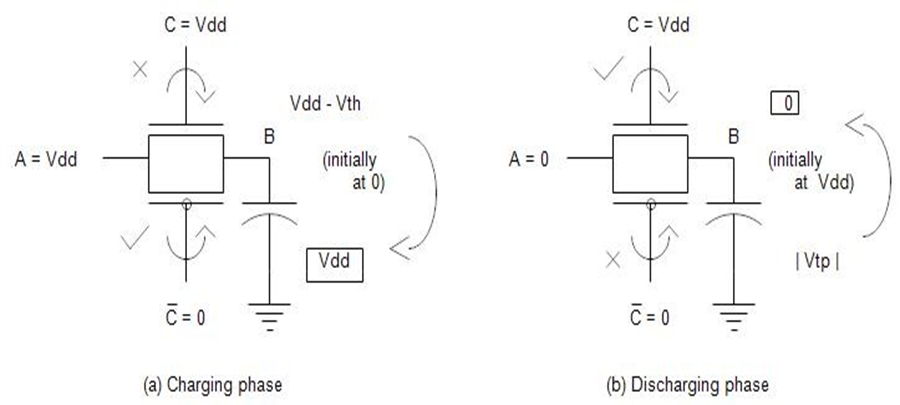 C = Vdd
Vdd - Vth
B
A = Vdd
(initially
at 0)
Vdd
C̅ = 0
(a) Charging phase
C = Vdd
0
B
A = 0
(initially
at Vdd)
| Vtp |
C̅ = 0
(b) Discharging phase